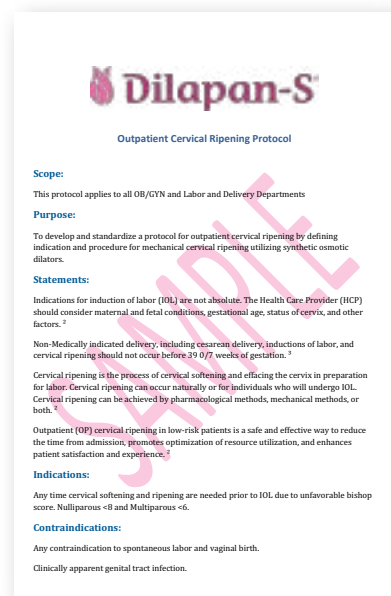 Dilapan-S
Outpatient Cervical Ripening Protocol
Scope:
This protocol applies to all OB/GYN and Labor and Delivery Departments
Purpose:
To develop and standardize a protocol for outpatient cervical ripening by defining
indication and procedure for mechanical cervical ripening utilizing synthetic osmotic
dilators.
Statements:
Indications for induction of labor (IOL) are not absolute. The Health Care Provider (HCP)
should consider maternal and fetal conditions, gestational age, status of cervix, and other
factors. ²
Non-Medically indicated delivery, including cesarean delivery, inductions of labor, and
cervical ripening should not occur before 39 0/7 weeks of gestation. ³
Cervical ripening is the process of cervical softening and effacing the cervix in preparation
for labor. Cervical ripening can occur naturally or for individuals who will undergo IOL.
Cervical ripening can be achieved by pharmacological methods, mechanical methods, or
both. ²
Outpatient (OP) cervical ripening in low-risk patients is a safe and effective way to reduce
the time from admission, promotes optimization of resource utilization, and enhances
patient satisfaction and experience. ²
Indications:
Any time cervical softening and ripening are needed prior to IOL due to unfavorable bishop
score. Nulliparous <8 and Multiparous <6.
Contraindications:
Any contraindication to spontaneous labor and vaginal birth.
Clinically apparent genital tract infection.
SAMPLE